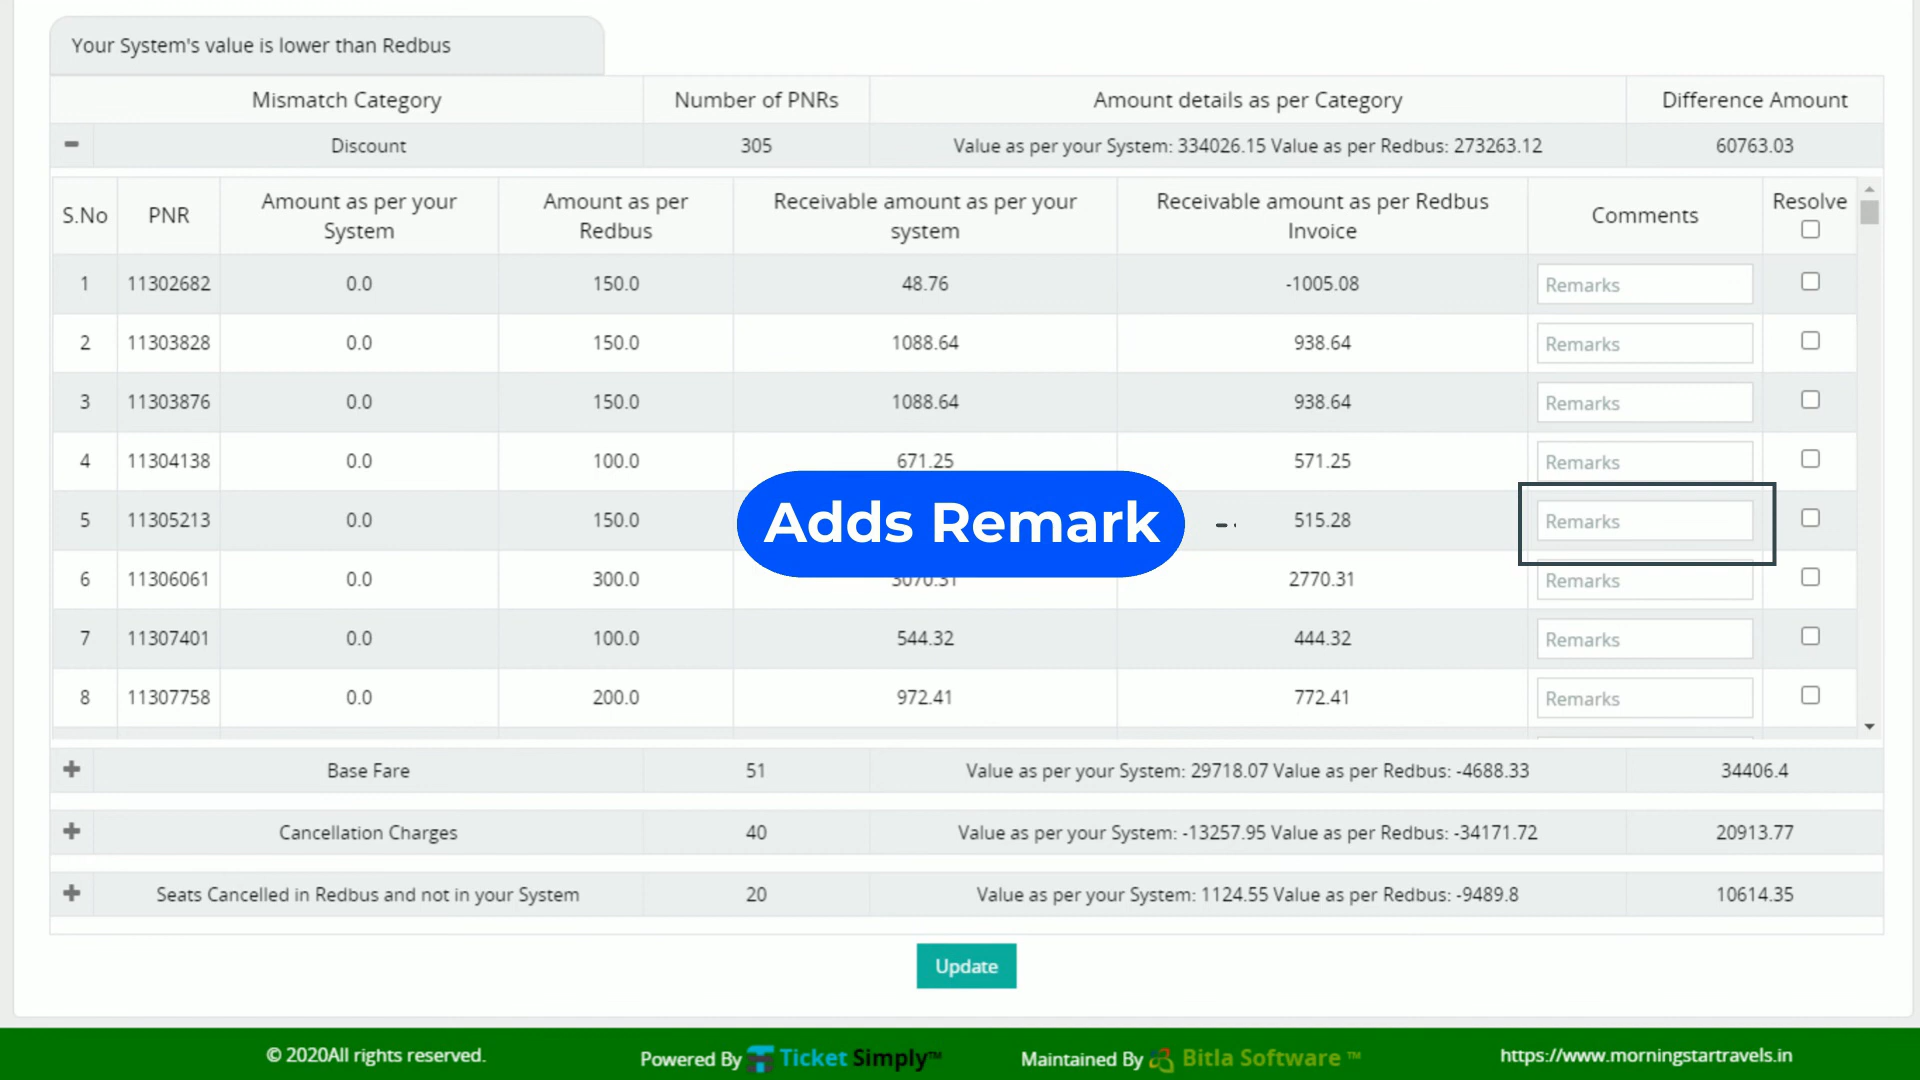 Your System's value is lower than Redbus
Mismatch Category Number of PNRs Amount details as per Category Difference Amount
Discount 305 Value as per your System: 334026.15 Value as per Redbus: 273263.12 60763.03
S.No PNR Amount as per your System Amount as per Redbus Receivable amount as per your system Receivable amount as per Redbus Invoice Comments Resolve
1 11302682 0.0 150.0 48.76 -1005.08 Remarks
2 11303828 0.0 150.0 1088.64 938.64 Remarks
3 11303876 0.0 150.0 1088.64 938.64 Remarks
4 11304138 0.0 100.0 671.25 571.25 Remarks
5 11305213 0.0 150.0 515.28 Remarks
Adds Remark
6 11306061 0.0 300.0 3070.31 2770.31 Remarks
7 11307401 0.0 100.0 544.32 444.32 Remarks
8 11307758 0.0 200.0 972.41 772.41 Remarks
Base Fare 51 Value as per your System: 29718.07 Value as per Redbus: -4688.33 34406.4
Cancellation Charges 40 Value as per your System: -13257.95 Value as per Redbus: -34171.72 20913.77
Seats Cancelled in Redbus and not in your System 20 Value as per your System: 1124.55 Value as per Redbus: -9489.8 10614.35
Update
© 2020All rights reserved. Powered By Ticket Simply™ Maintained By Bitla Software ™ https://www.morningstartravels.in